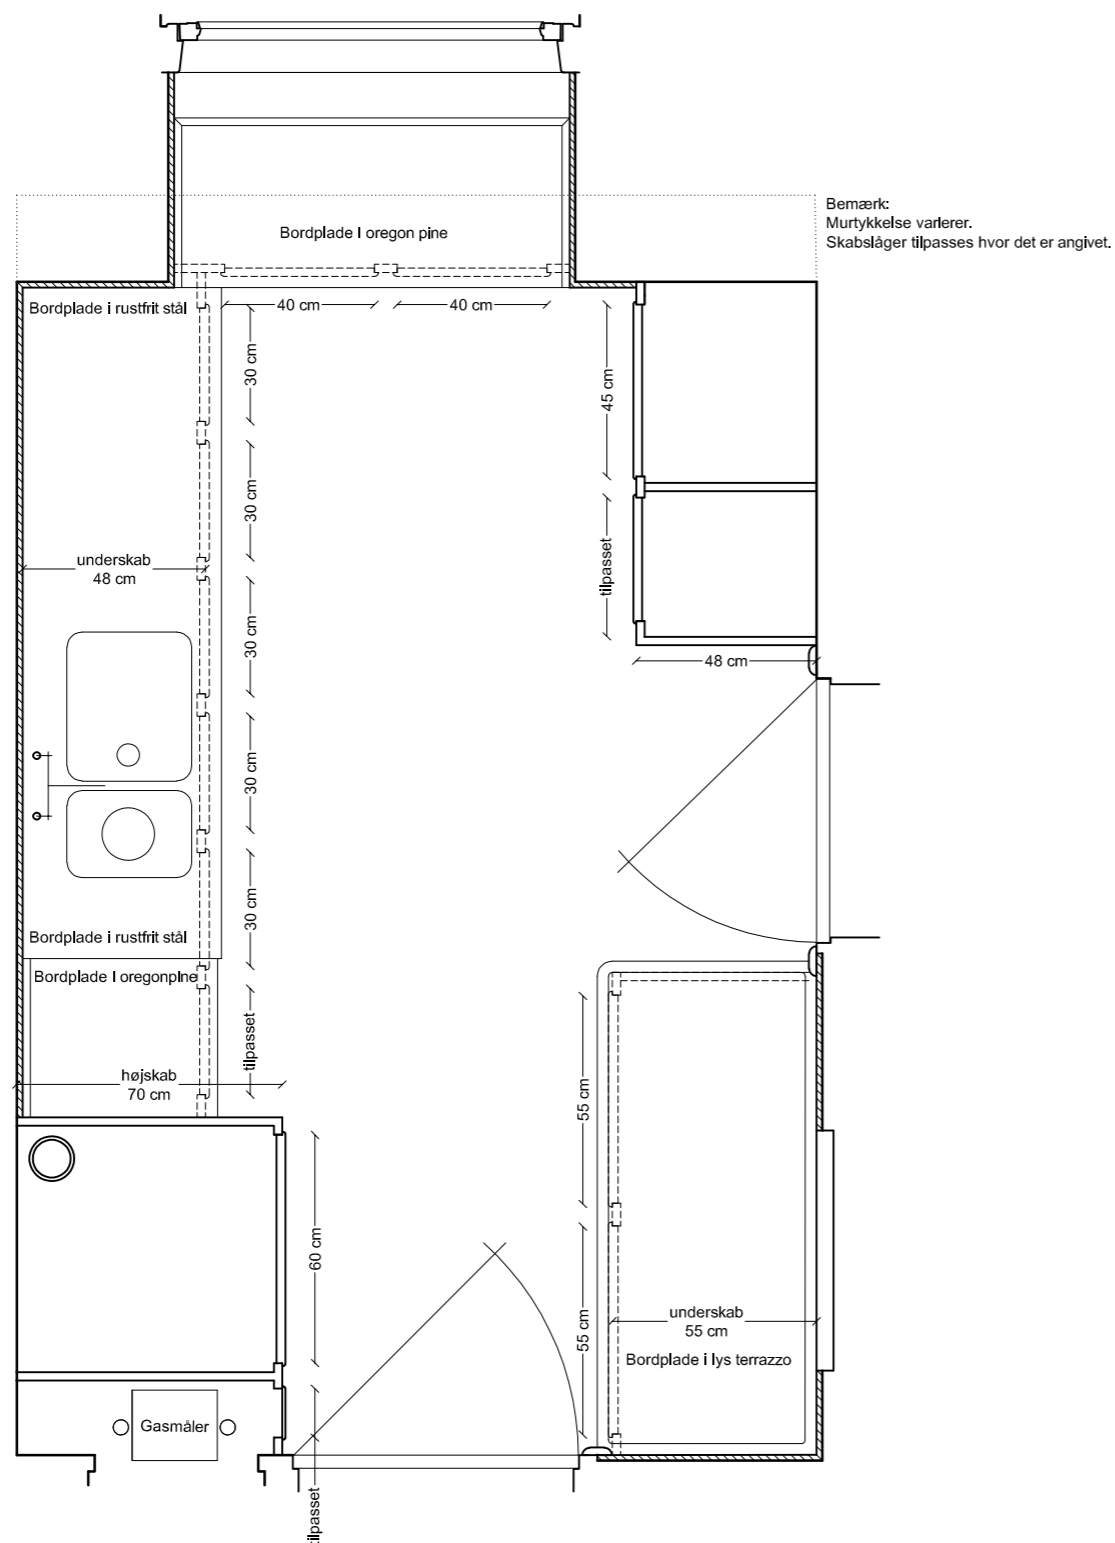 Bemærk:
Murtykkelse varierer.
Skabslåger tilpasses hvor det er angivet.
Bordplade I oregon pine
Bordplade i rustfrit stål
40 cm
40 cm
30 cm
45 cm
30 cm
underskab
48 cm
tilpasset
30 cm
48 cm
30 cm
30 cm
Bordplade i rustfrit stål
Bordplade I oregonpine
tilpasset
højskab
70 cm
55 cm
60 cm
55 cm
underskab
55 cm
Bordplade i lys terrazzo
Gasmåler
tilpasset